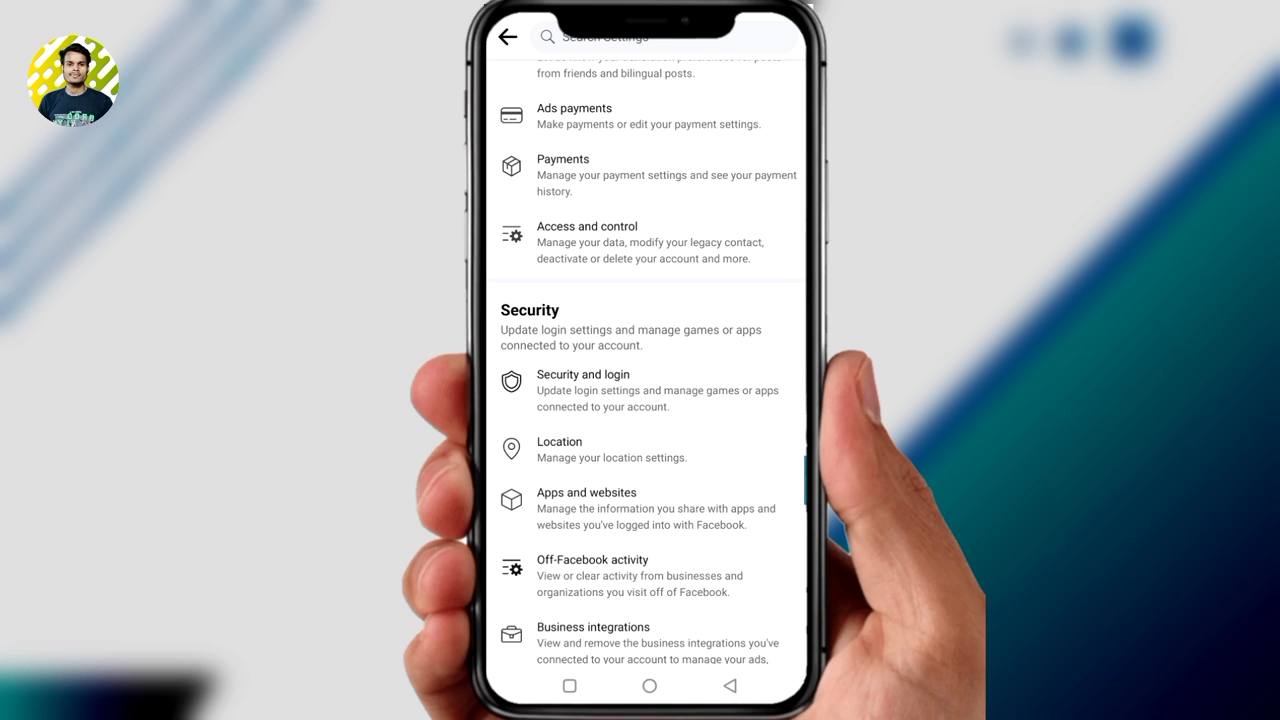 Search Settings
from friends and bilingual posts.
Ads payments
Make payments or edit your payment settings.
Payments
Manage your payment settings and see your payment
history.
Access and control
Manage your data, modify your legacy contact,
deactivate or delete your account and more.
Security
Update login settings and manage games or apps
connected to your account.
Security and login
Update login settings and manage games or apps
connected to your account.
Location
Manage your location settings.
Apps and websites
Manage the information you share with apps and
websites you've logged into with Facebook.
Off-Facebook activity
View or clear activity from businesses and
organizations you visit off of Facebook.
Business integrations
View and remove the business integrations you've
connected to your account to manage your ads,